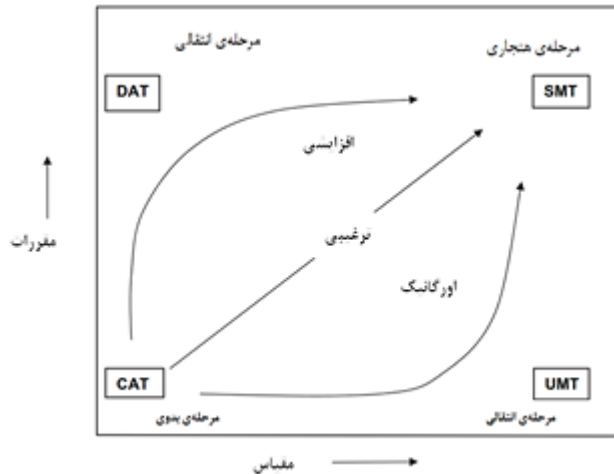 مرحله‌ی انتقالی
مرحله‌ی هنجاری
DAT
SMT
افزایشی
مقررات
ترغیبی
اورگانیک
CAT
UMT
مرحله‌ی بدوی
مرحله‌ی انتقالی
مقیاس